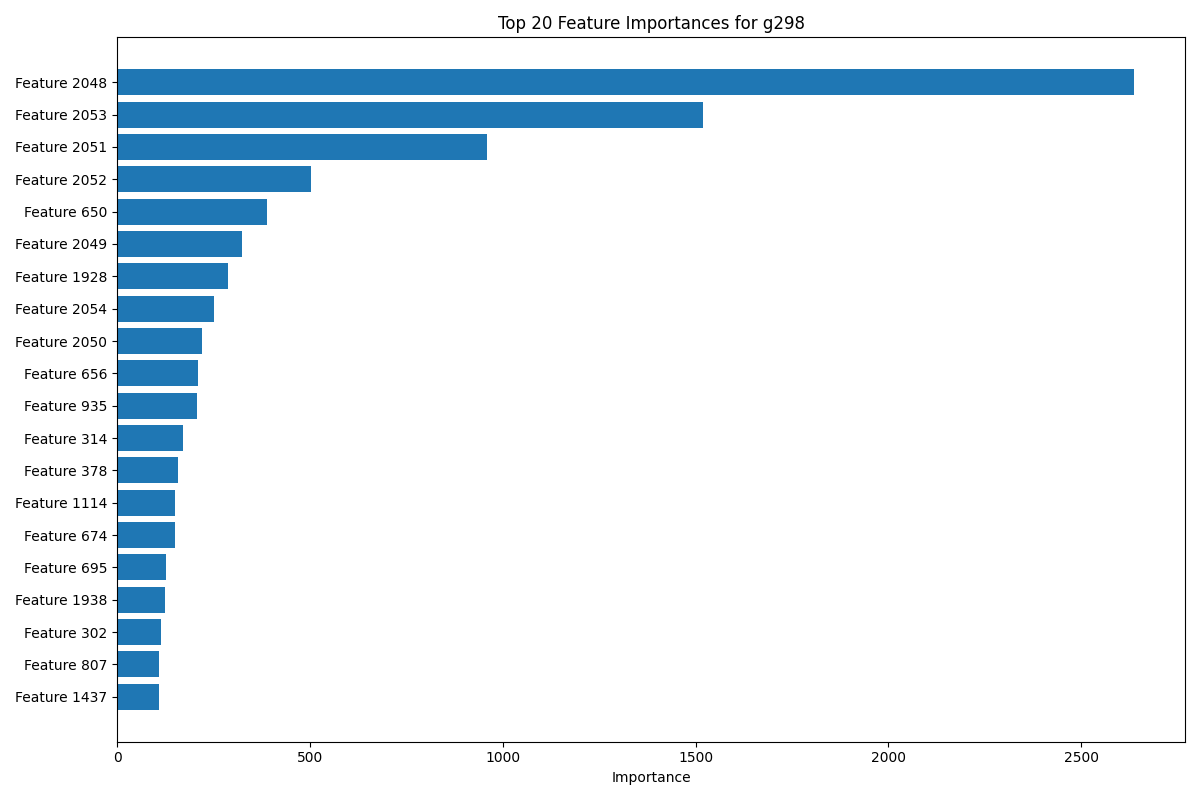 Top 20 Feature Importances for g298
Feature 2048
Feature 2053
Feature 2051
Feature 2052
Feature 650
Feature 2049
Feature 1928
Feature 2054
Feature 2050
Feature 656
Feature 935
Feature 314
Feature 378
Feature 1114
Feature 674
Feature 695
Feature 1938
Feature 302
Feature 807
Feature 1437
0 500 1000 1500 2000 2500
Importance